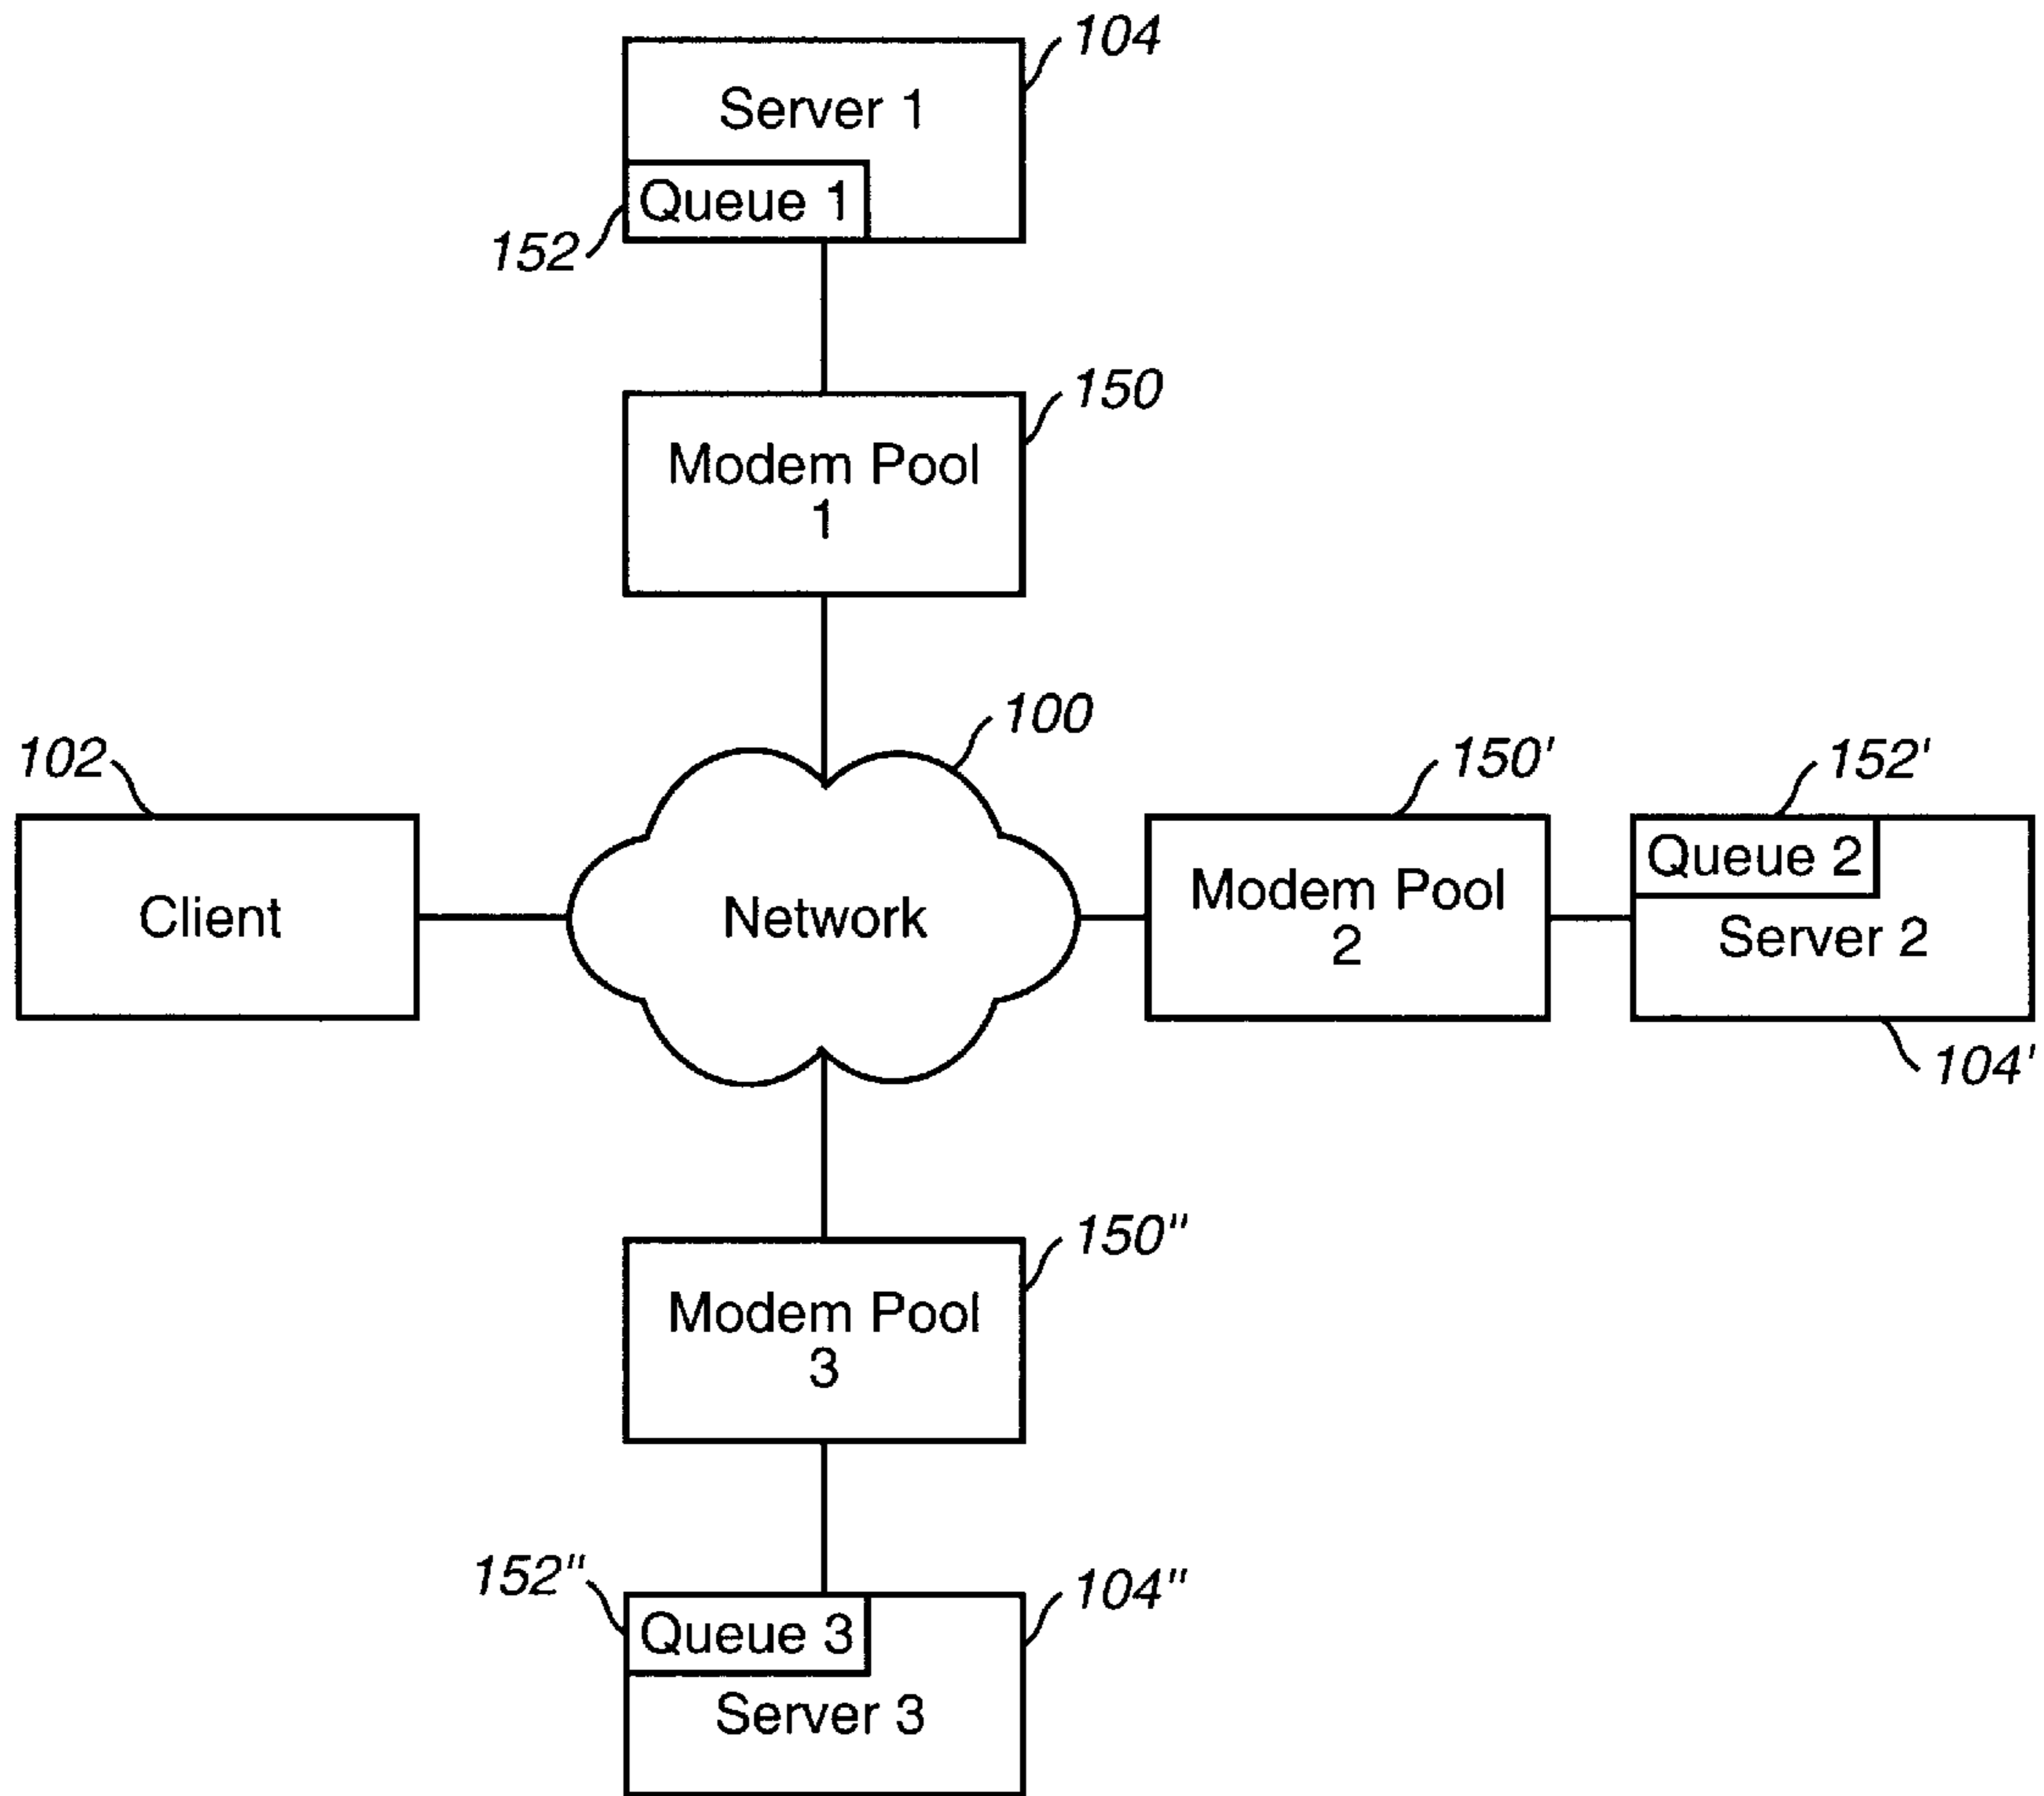 104
Server 1
Queue 1
152
150
Modem Pool
1
100
102
150'
152'
Client
Network
Modem Pool
2
Queue 2
Server 2
104'
150"
Modem Pool
3
152"
104"
Queue 3
Server 3